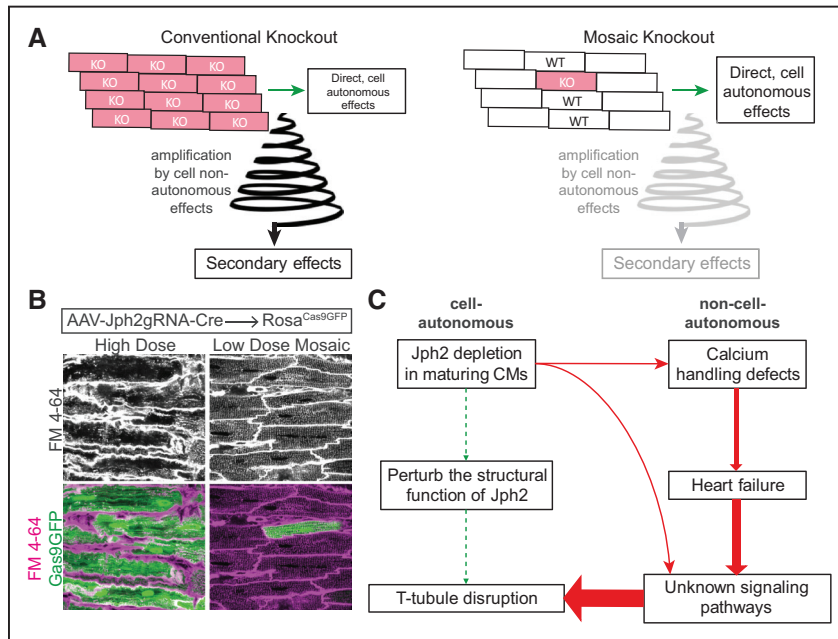 A
Conventional Knockout
KO
KO
KO
KO
KO
KO
KO
KO
KO
KO
KO
KO
Direct, cell
autonomous
effects
amplification
by cell non-
autonomous
effects
Secondary effects
Mosaic Knockout
WT
KO
WT
WT
Direct, cell
autonomous
effects
amplification
by cell non-
autonomous
effects
Secondary effects
B
AAV-Jph2gRNA-Cre Rosa Cas9GFP
High Dose
Low Dose Mosaic
FM 4-64
FM 4-64
Gas9GFP
C
cell-
autonomous
non-cell-
autonomous
Jph2 depletion
in maturing CMs
Calcium
handling defects
Perturb the structural
function of Jph2
Heart failure
T-tubule disruption
Unknown signaling
pathways